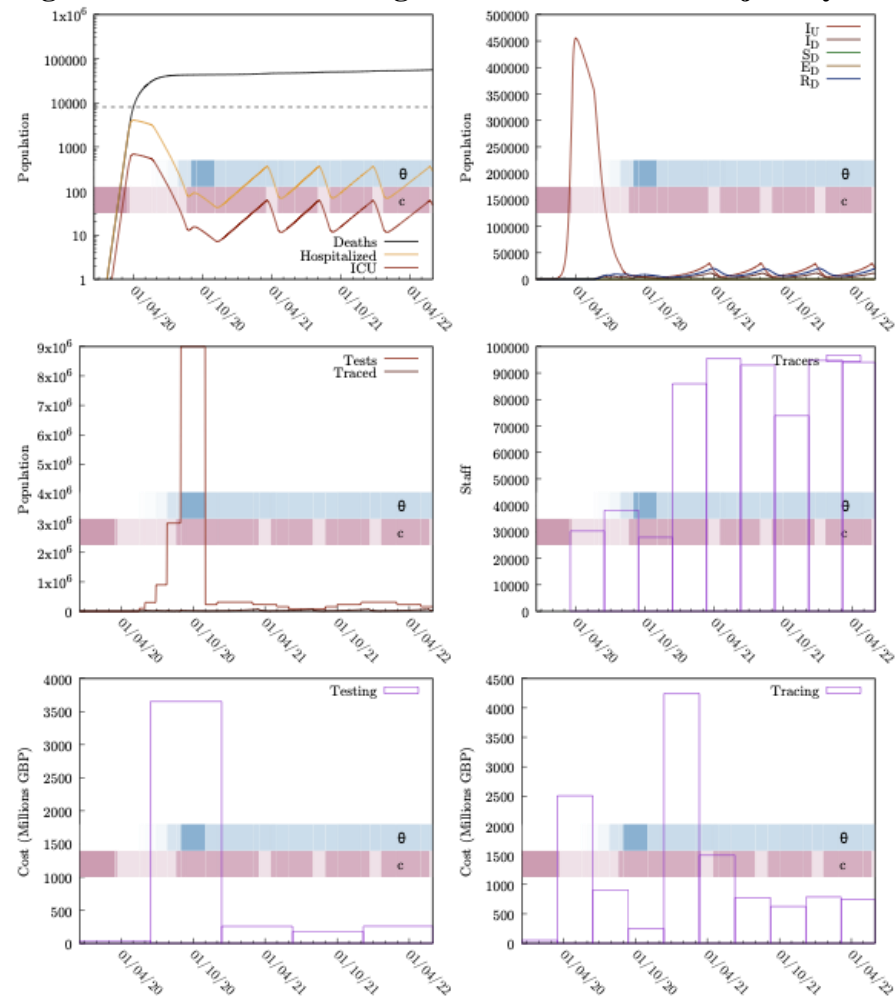 1x10^6
100000
10000
1000
100
10
1
Population
θ
c
Deaths
Hospitalized
ICU
01/04/20
01/10/20
01/04/21
01/10/21
01/04/22
500000
450000
400000
350000
300000
250000
200000
150000
100000
50000
0
Population
I_U
I_D
S_D
E_D
R_D
θ
c
01/04/20
01/10/20
01/04/21
01/10/21
01/04/22
9x10^6
8x10^6
7x10^6
6x10^6
5x10^6
4x10^6
3x10^6
2x10^6
1x10^6
0
Population
Tests
Traced
θ
c
01/04/20
01/10/20
01/04/21
01/10/21
01/04/22
100000
90000
80000
70000
60000
50000
40000
30000
20000
10000
0
Staff
Tracers
θ
c
01/04/20
01/10/20
01/04/21
01/10/21
01/04/22
4000
3500
3000
2500
2000
1500
1000
500
0
Cost (Millions GBP)
Testing
θ
c
01/04/20
01/10/20
01/04/21
01/10/21
01/04/22
4500
4000
3500
3000
2500
2000
1500
1000
500
0
Cost (Millions GBP)
Tracing
θ
c
01/04/20
01/10/20
01/04/21
01/10/21
01/04/22